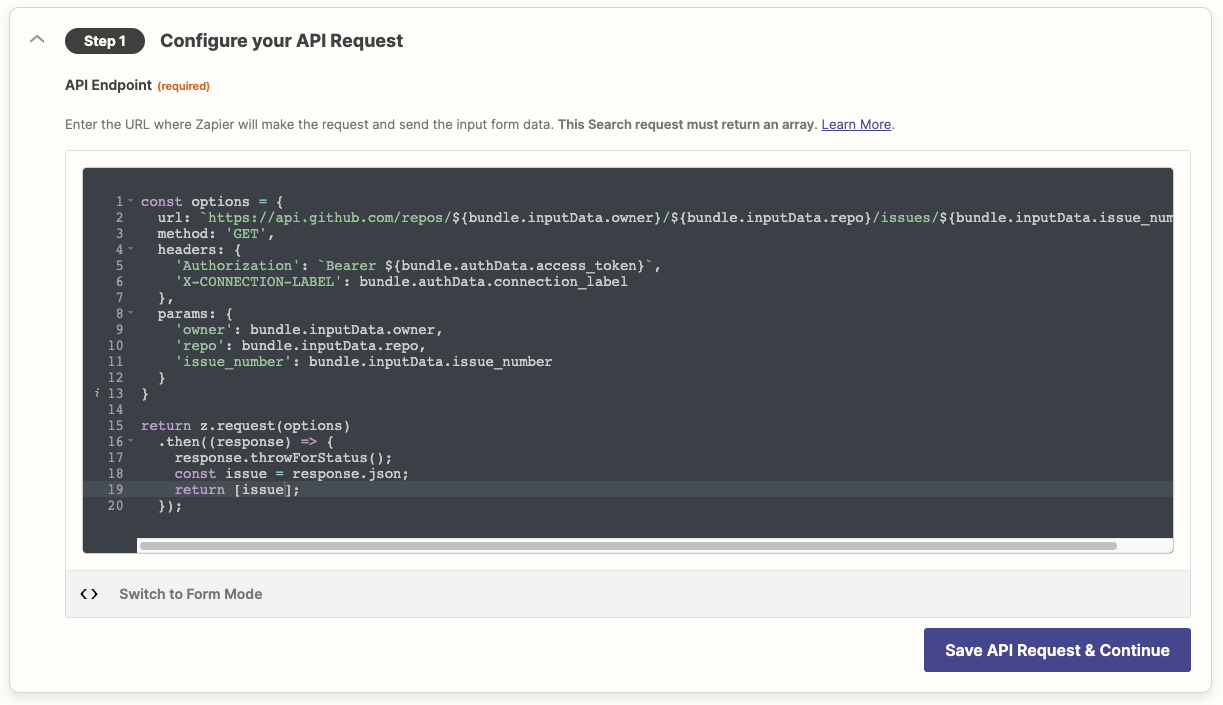 Step 1 Configure your API Request
API Endpoint (required)
Enter the URL where Zapier will make the request and send the input form data. This Search request must return an array. Learn More.
1 const options = {
2 url: `https://api.github.com/repos/${bundle.inputData.owner}/${bundle.inputData.repo}/issues/${bundle.inputData.issue_num
3 method: 'GET',
4 headers: {
5 'Authorization': `Bearer ${bundle.authData.access_token}`,
6 'X-CONNECTION-LABEL': bundle.authData.connection_label
7 },
8 params: {
9 'owner': bundle.inputData.owner,
10 'repo': bundle.inputData.repo,
11 'issue_number': bundle.inputData.issue_number
12 }
i 13 }
14
15 return z.request(options)
16 .then((response) => {
17 response.throwForStatus();
18 const issue = response.json;
19 return [issue];
20 });
<> Switch to Form Mode
Save API Request & Continue